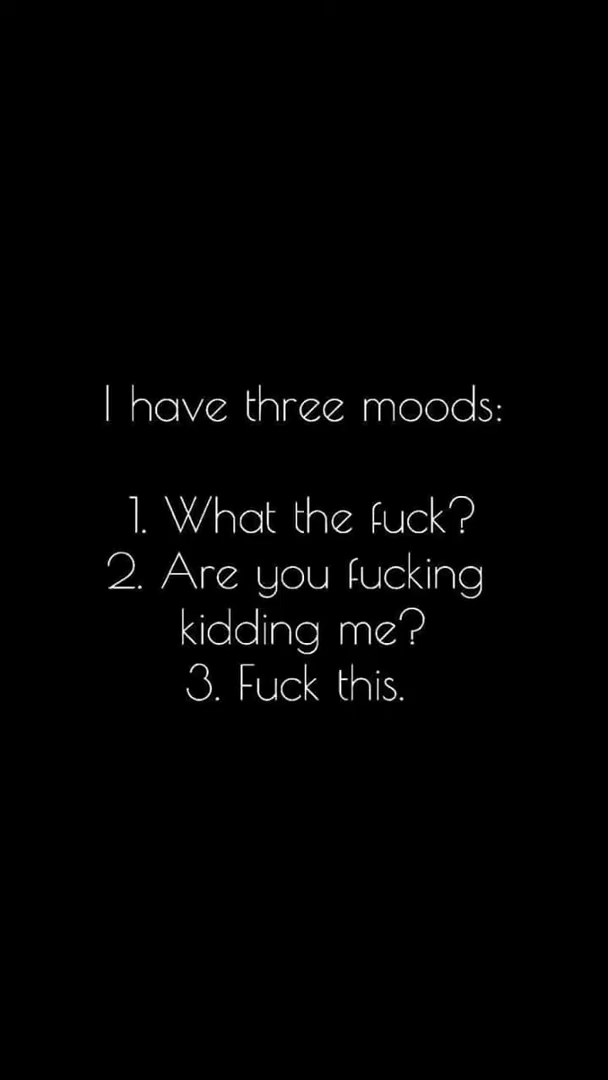 I have three moods:
1. What the fuck?
2. Are you fucking
kidding me?
3. Fuck this.